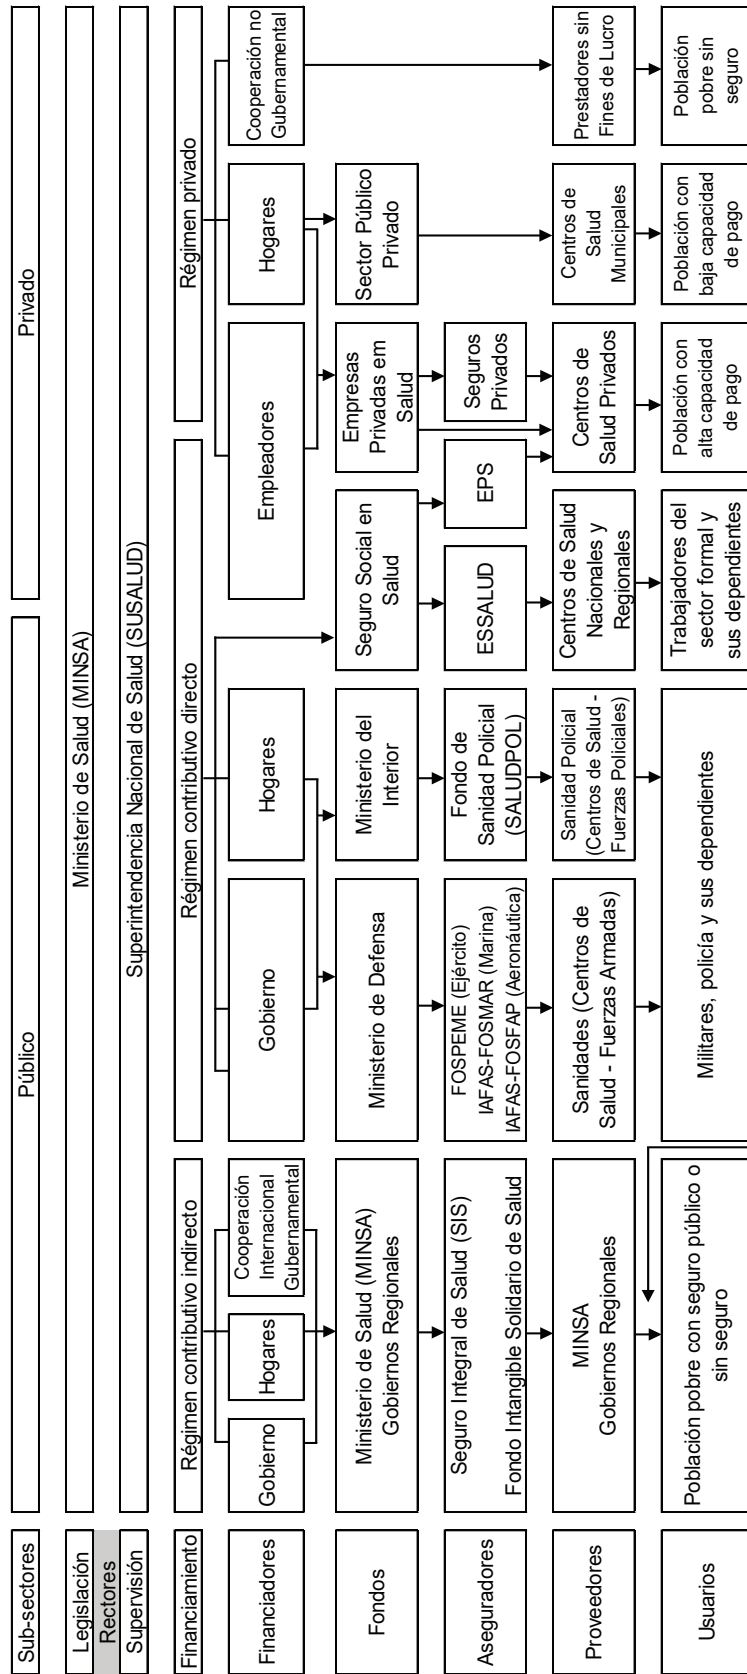 Sub-sectores
Público
Privado
Legislación
Rectores
Supervisión
Ministerio de Salud (MINSA)
Superintendencia Nacional de Salud (SUSALUD)
Financiamiento
Régimen contributivo indirecto
Régimen contributivo directo
Régimen privado
Financiadores
Gobierno
Hogares
Cooperación
Internacional
Gubernamental
Gobierno
Hogares
Empleadores
Hogares
Cooperación no
Gubernamental
Fondos
Ministerio de Salud (MINSA)
Gobiernos Regionales
Ministerio de Defensa
Ministerio del
Interior
Seguro Social en
Salud
Empresas
Privadas em
Salud
Sector Público
Privado
Aseguradores
Seguro Integral de Salud (SIS)
Fondo Intangible Solidario de Salud
FOSPEME (Ejército)
IAFAS-FOSMAR (Marina)
IAFAS-FOSFAP (Aeronáutica)
Fondo de
Sanidad Policial
(SALUDPOL)
ESSALUD
EPS
Seguros
Privados
Proveedores
MINSA
Gobiernos Regionales
Sanidades (Centros de
Salud - Fuerzas Armadas)
Sanidad Policial
(Centros de Salud -
Fuerzas Policiales)
Centros de Salud
Nacionales y
Regionales
Centros de
Salud Privados
Centros de
Salud
Municipales
Prestadores sin
Fines de Lucro
Usuarios
Población pobre con seguro público o
sin seguro
Militares, policía y sus dependientes
Trabajadores del
sector formal y
sus dependientes
Población con
alta capacidad
de pago
Población con
baja capacidad
de pago
Población
pobre sin
seguro